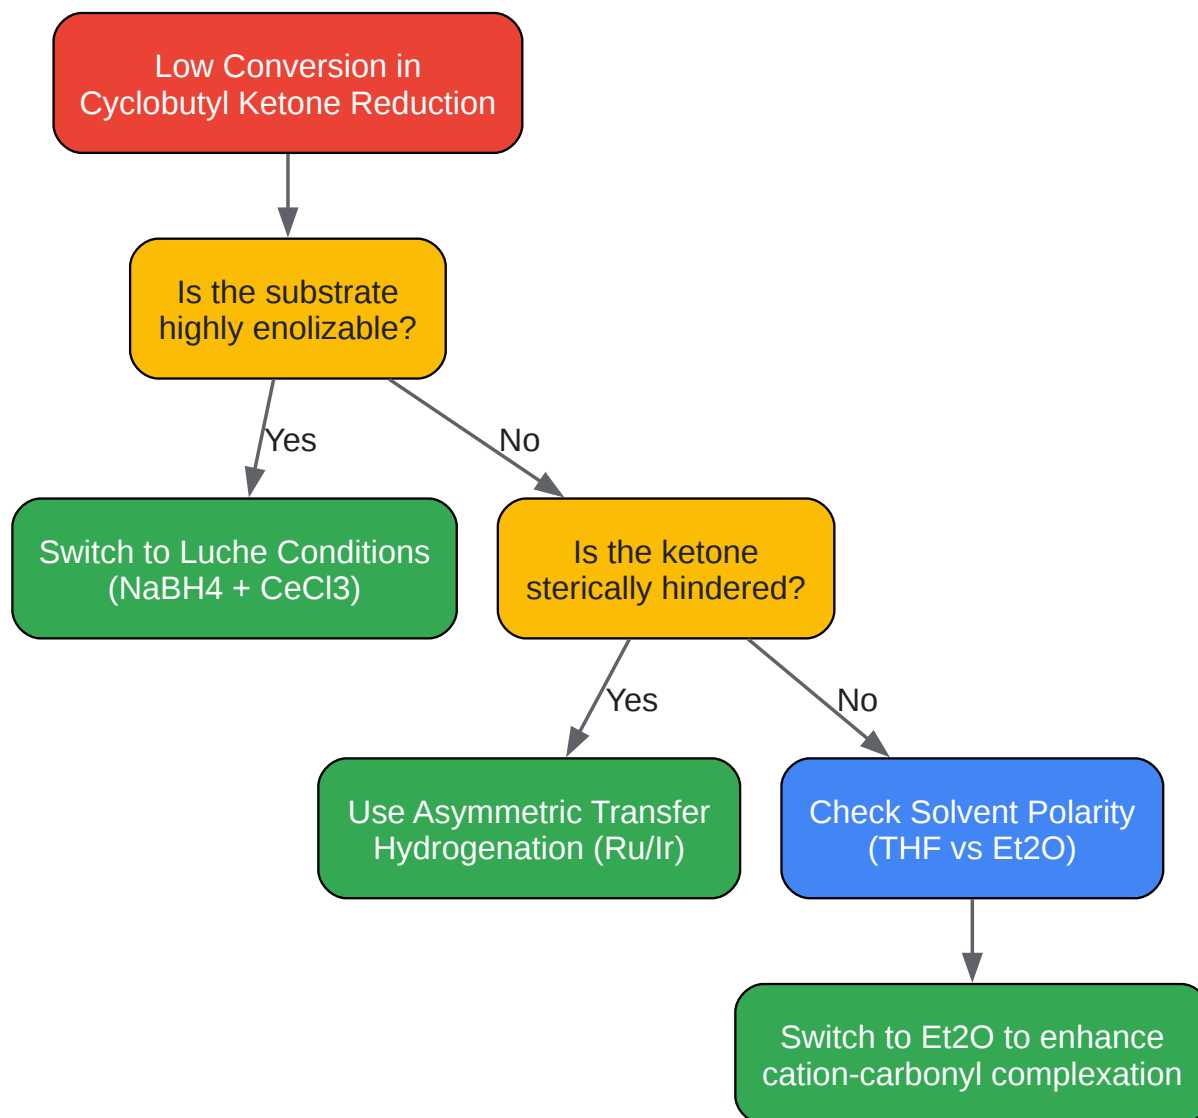 Low Conversion in
Cyclobutyl Ketone Reduction
Is the substrate
highly enolizable?
Yes
No
Switch to Luche Conditions
(NaBH4 + CeCl3)
Is the ketone
sterically hindered?
Yes
No
Use Asymmetric Transfer
Hydrogenation (Ru/Ir)
Check Solvent Polarity
(THF vs Et2O)
Switch to Et2O to enhance
cation-carbonyl complexation